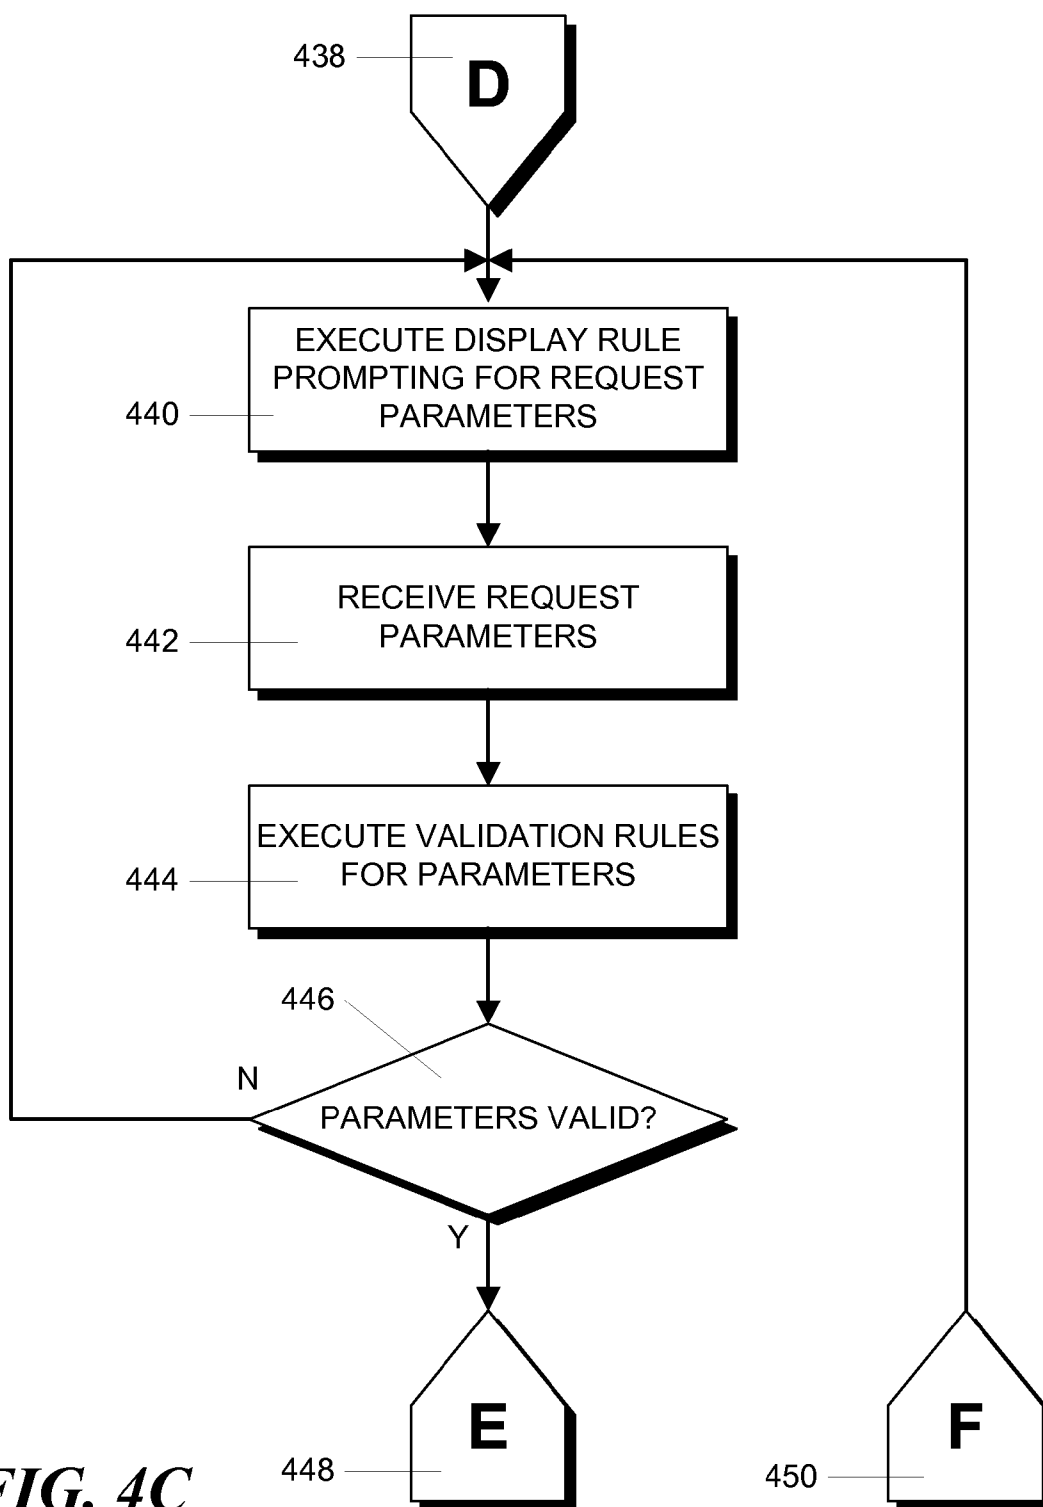 438
D
EXECUTE DISPLAY RULE
PROMPTING FOR REQUEST
PARAMETERS
440
RECEIVE REQUEST
PARAMETERS
442
EXECUTE VALIDATION RULES
FOR PARAMETERS
444
446
N
PARAMETERS VALID?
Y
E
F
448
450
FIG. 4C